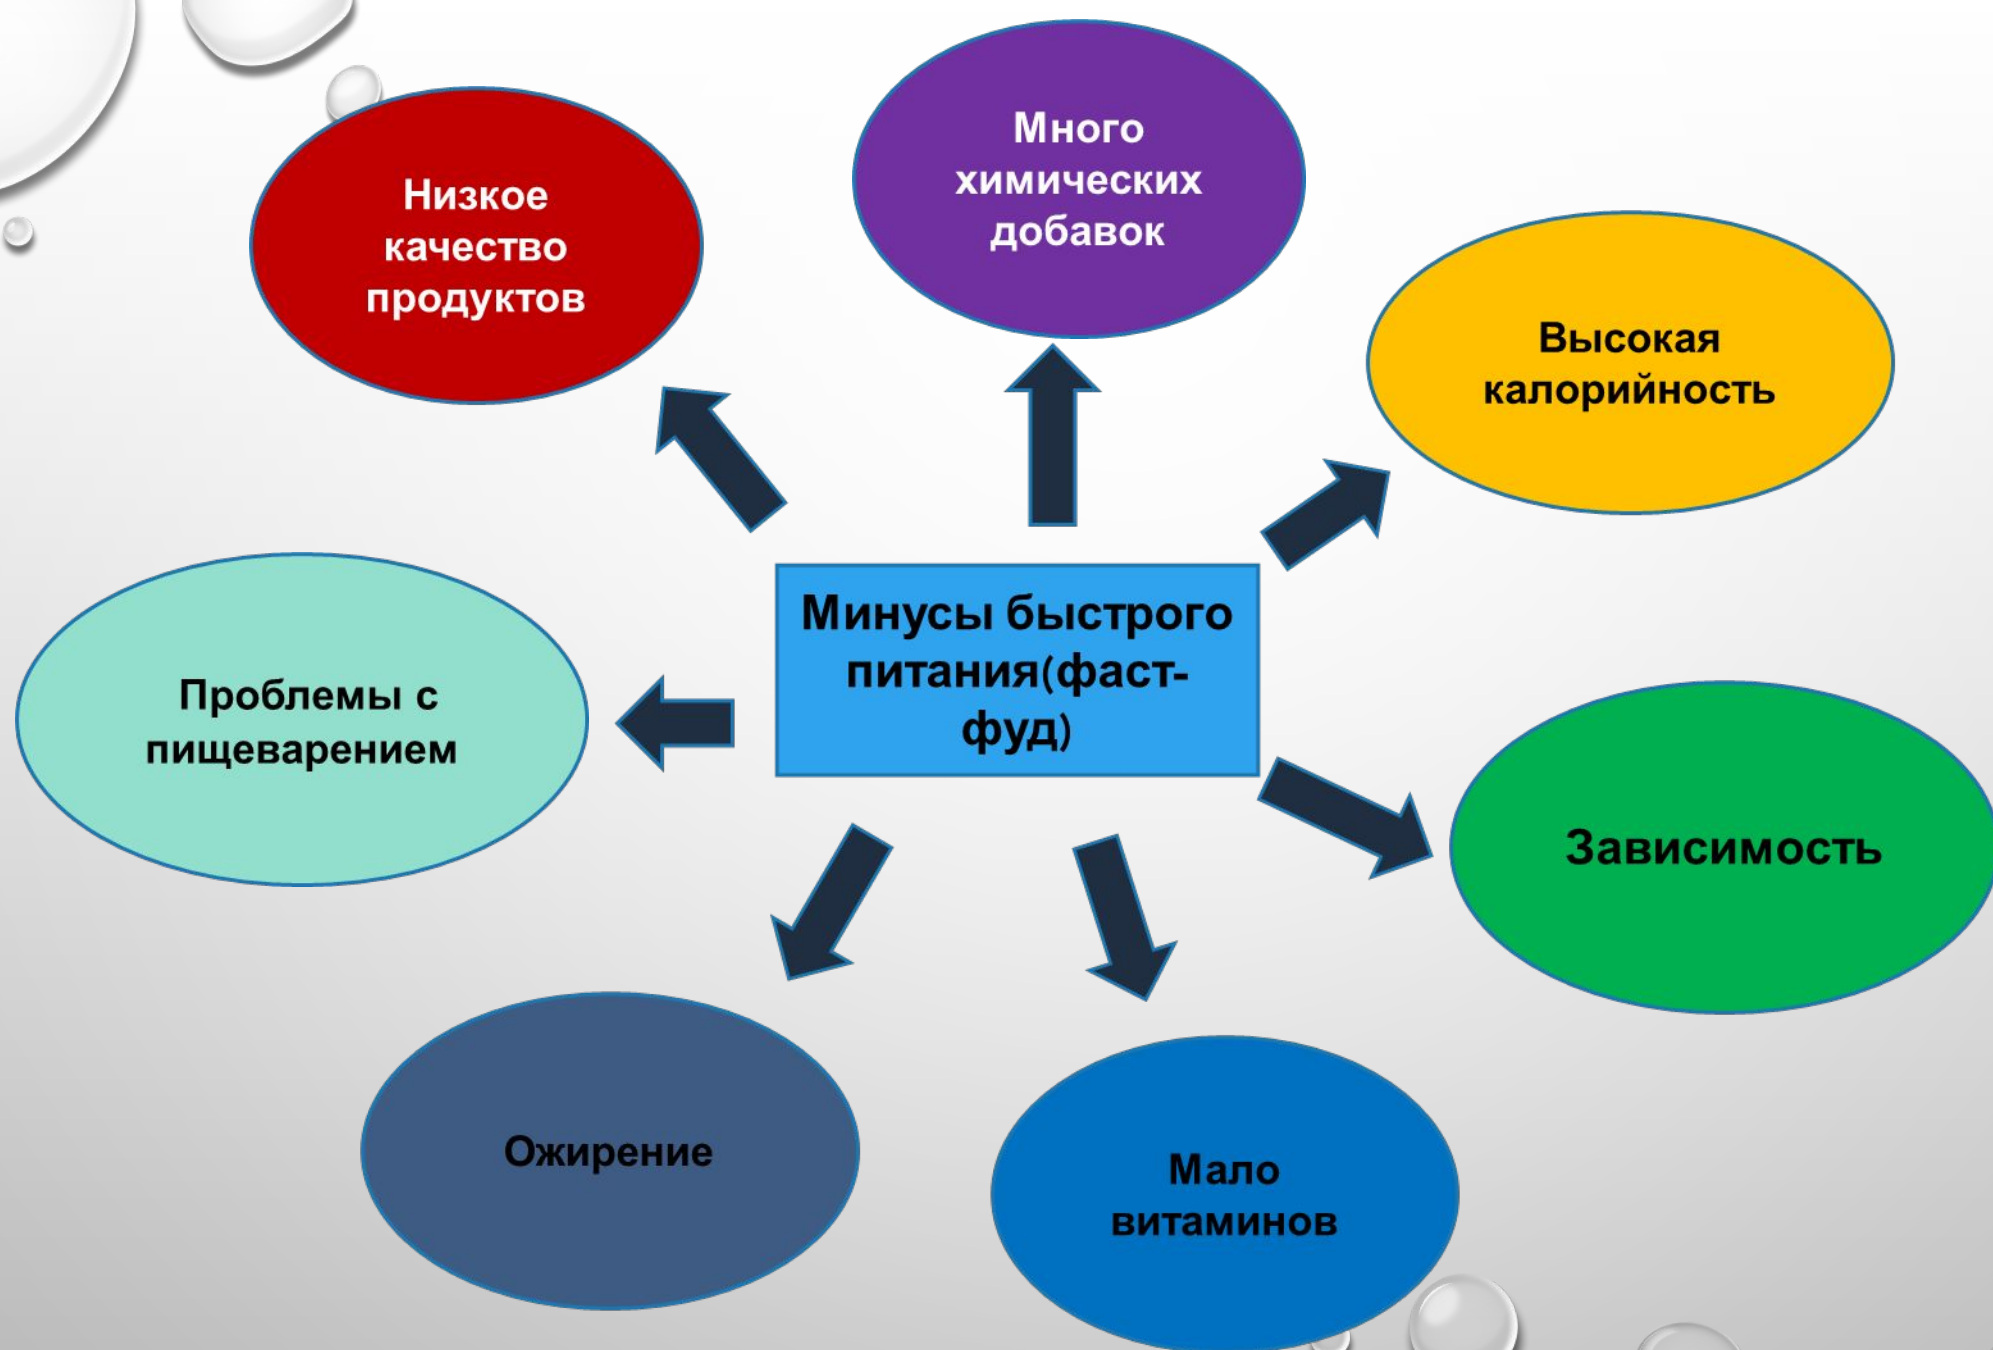 Много
химических
добавок
Низкое
качество
продуктов
Высокая
калорийность
Минусы быстрого
питания(фаст-
фуд)
Проблемы с
пищеварением
Зависимость
Ожирение
Мало
витаминов